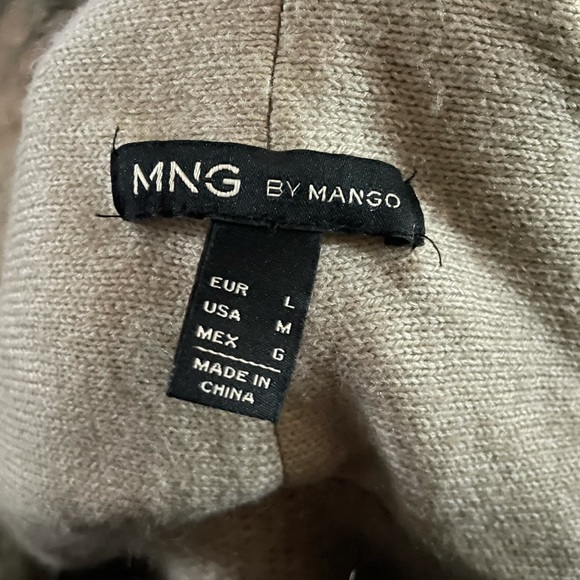 MNG BY MANGO
EUR L
USA M
MEX G
MADE IN
CHINA